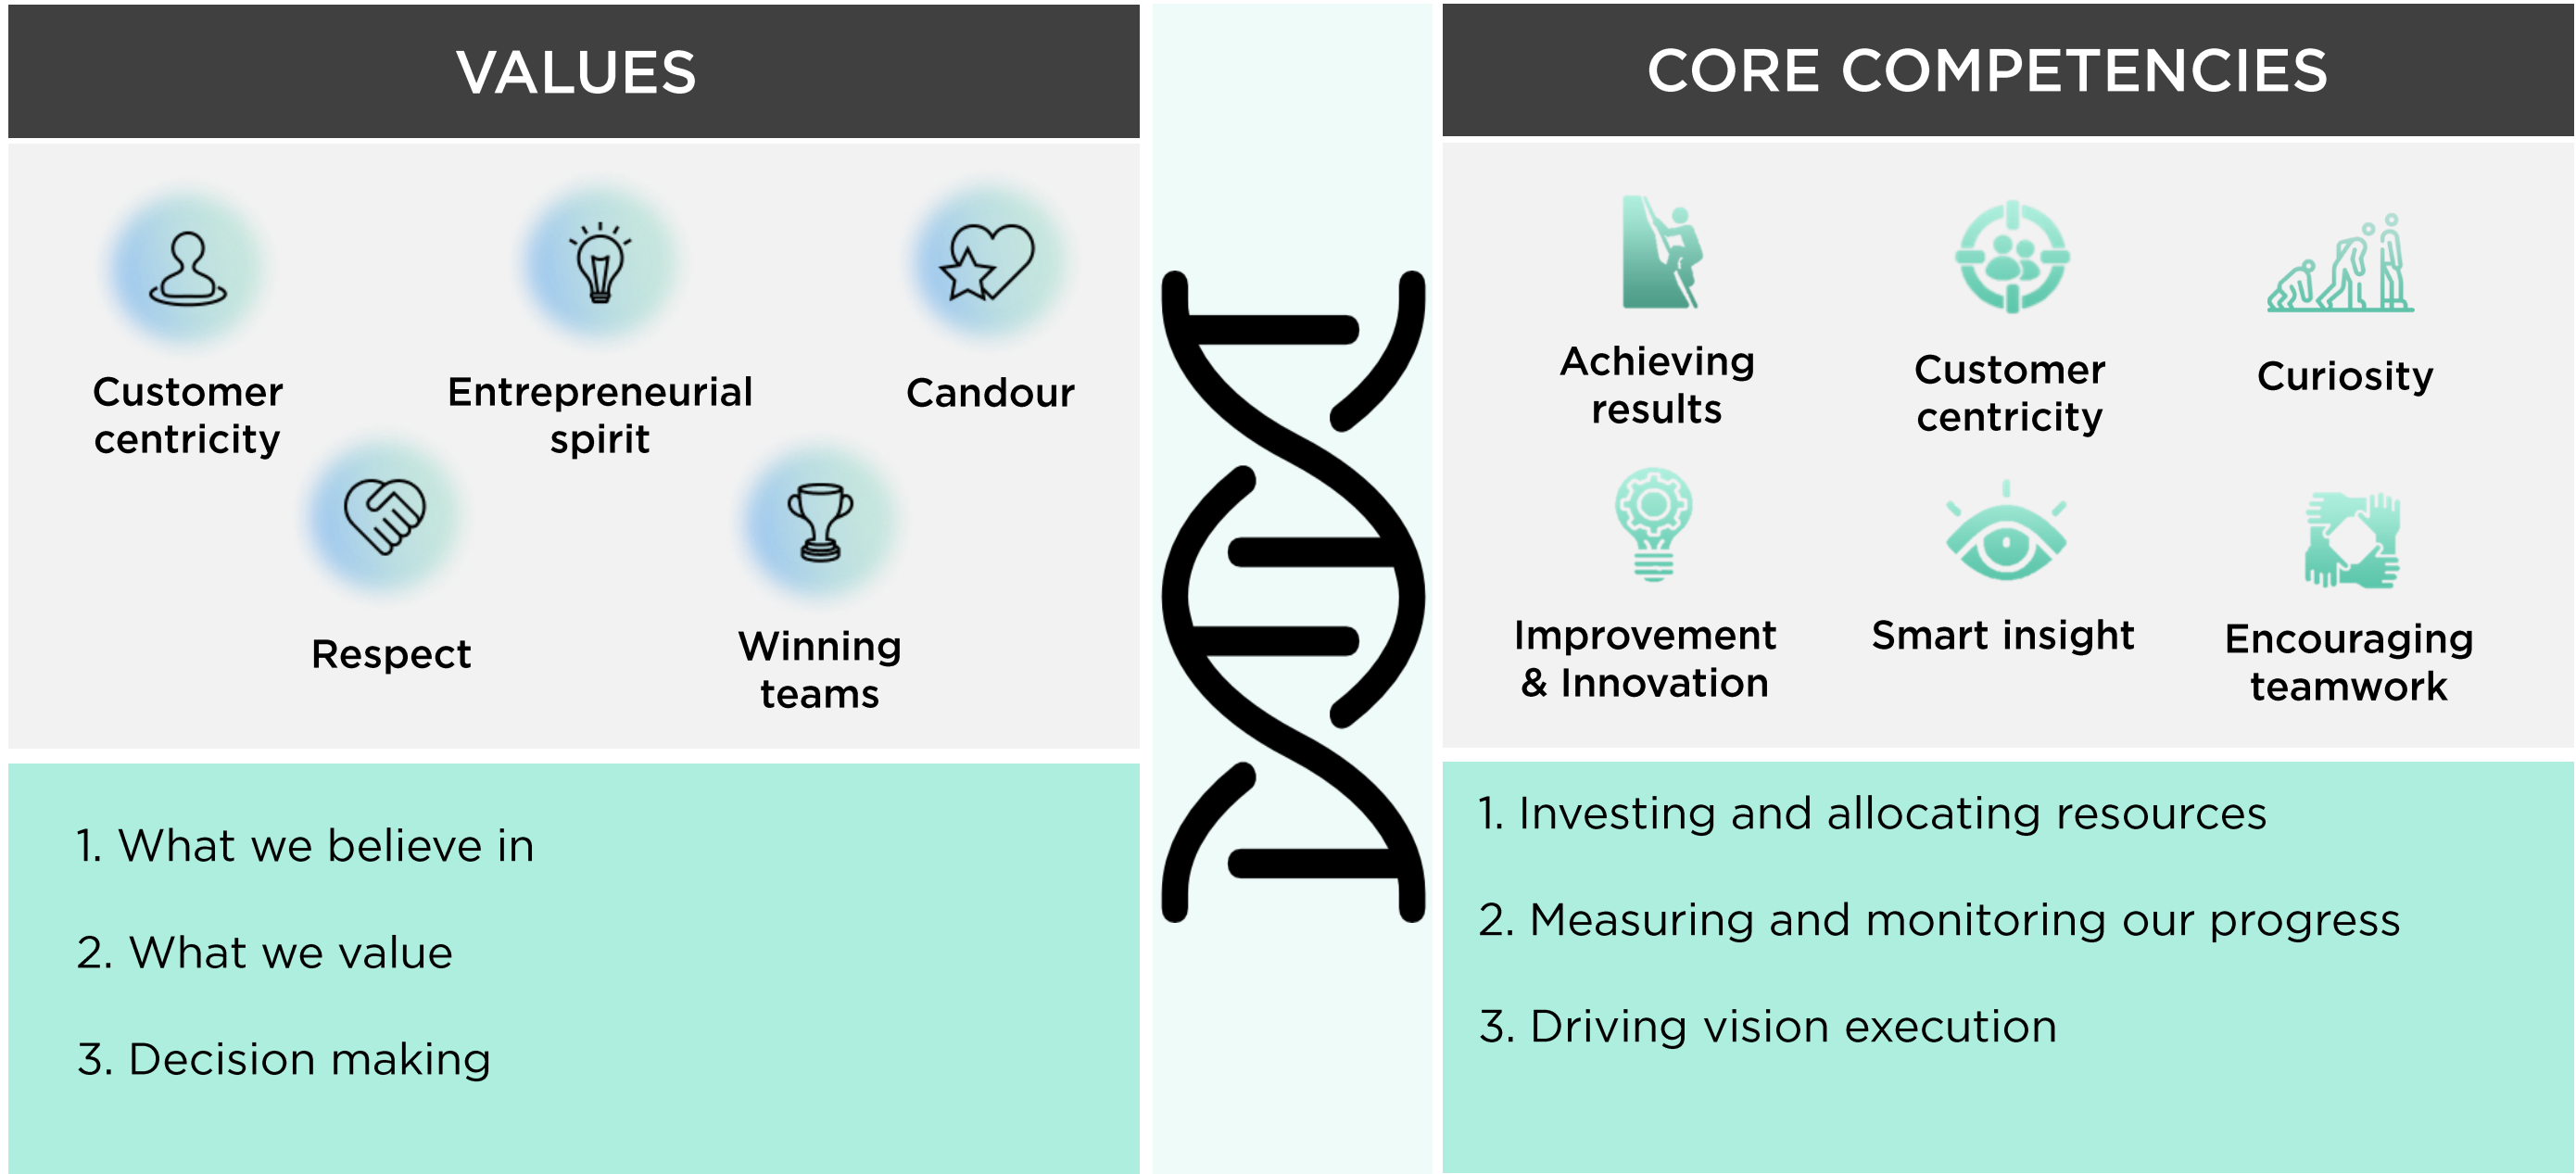 VALUES
Customer
centricity
Entrepreneurial
spirit
Candour
Respect
Winning
teams
1. What we believe in
2. What we value
3. Decision making
CORE COMPETENCIES
Achieving
results
Customer
centricity
Curiosity
Improvement
& Innovation
Smart insight
Encouraging
teamwork
1. Investing and allocating resources
2. Measuring and monitoring our progress
3. Driving vision execution